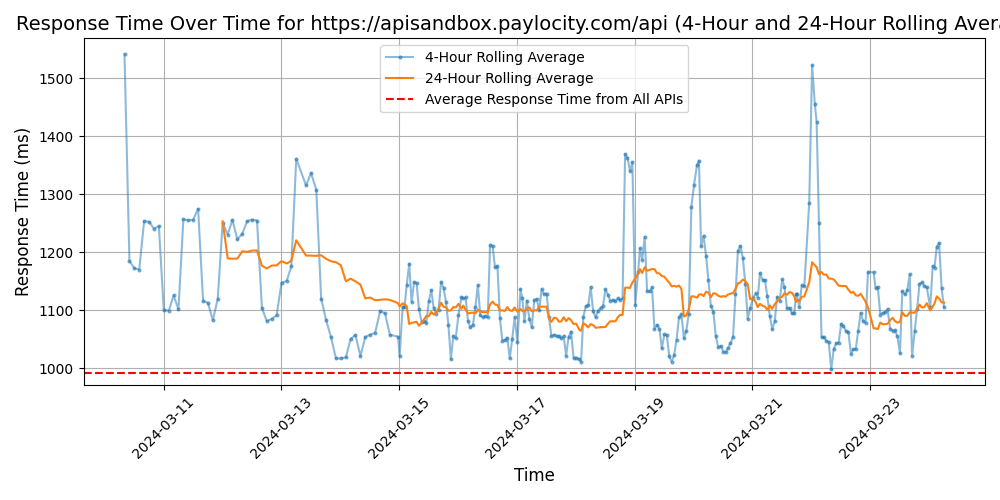 Response Time Over Time for https://apisandbox.paylocity.com/api (4-Hour and 24-Hour Rolling Avera
4-Hour Rolling Average
24-Hour Rolling Average
Average Response Time from All APIs
Response Time (ms)
1500
1400
1300
1200
1100
1000
2024-03-11
2024-03-13
2024-03-15
2024-03-17
2024-03-19
2024-03-21
2024-03-23
Time